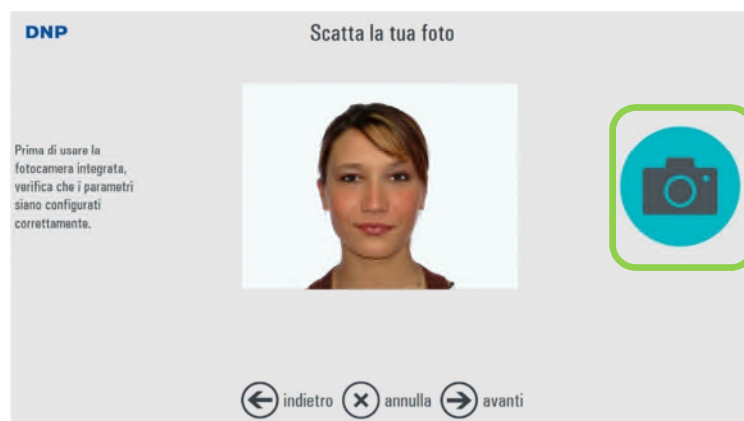 DNP
Scatta la tua foto
Prima di usare la
fotocamera integrata,
verifica che i parametri
siano configurati
correttamente.
indietro annulla avanti